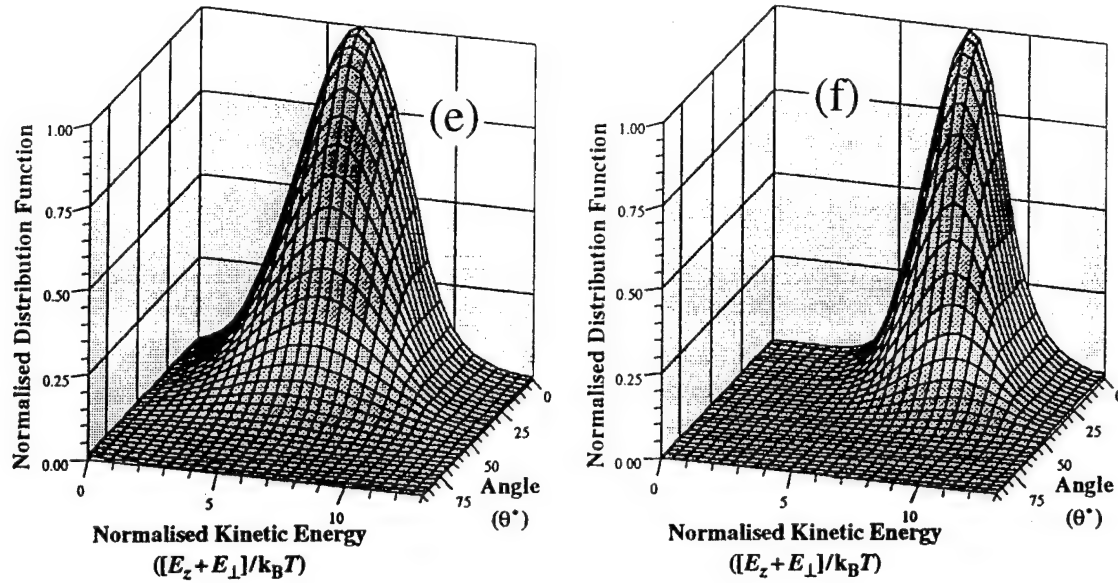 (e)
Normalised Distribution Function
1.00
0.75
0.50
0.25
0.00
0
5
10
0
25
50
75
Angle
(θ°)
Normalised Kinetic Energy
([E_z + E_⊥]/k_BT)
(f)
Normalised Distribution Function
1.00
0.75
0.50
0.25
0.00
0
5
10
0
25
50
75
Angle
(θ°)
Normalised Kinetic Energy
([E_z + E_⊥]/k_BT)